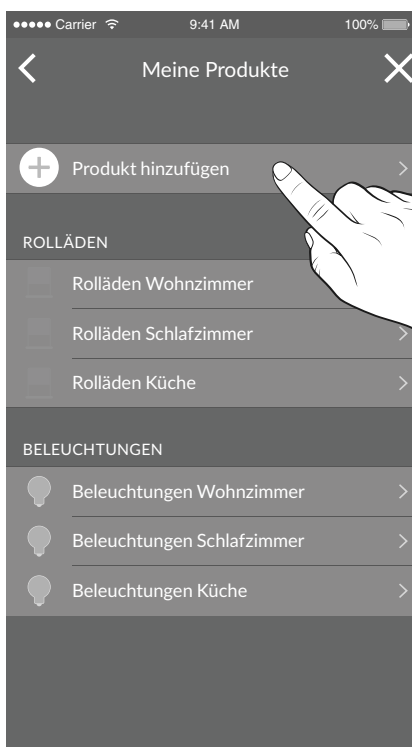 Carrier 9:41 AM 100%
Meine Produkte
Produkt hinzufügen
ROLLÄDEN
Rolläden Wohnzimmer
Rolläden Schlafzimmer
Rolläden Küche
BELEUCHTUNGEN
Beleuchtungen Wohnzimmer
Beleuchtungen Schlafzimmer
Beleuchtungen Küche